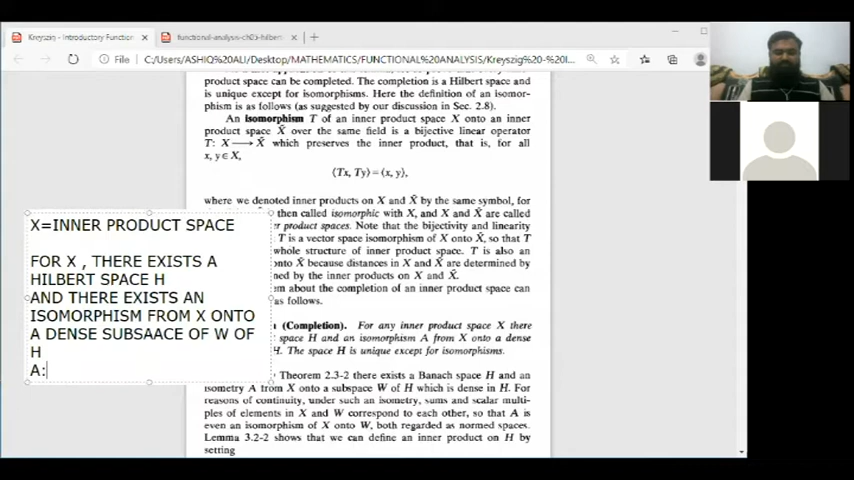 Kreyszig - Introductory Function
functional-analysis-ch03-hilbert
File
C:/Users/ASHIQ ALI/Desktop/MATHEMATICS/FUNCTIONAL%20ANALYSIS/Kreyszig%20-%20I...
product space can be completed. The completion is a Hilbert space and
is unique except for isomorphisms. Here the definition of an isomor-
phism is as follows (as suggested by our discussion in Sec. 2.8).
An isomorphism T of an inner product space X onto an inner
product space X̃ over the same field is a bijective linear operator
T: X ⟶ X̃ which preserves the inner product, that is, for all
x, y ∈ X,
⟨Tx, Ty⟩ = ⟨x, y⟩,
where we denoted inner products on X and X̃ by the same symbol, for
then called isomorphic with X, and X and X̃ are called
r product spaces. Note that the bijectivity and linearity
T is a vector space isomorphism of X onto X̃, so that T
whole structure of inner product space. T is also an
onto X̃ because distances in X and X̃ are determined by
ned by the inner products on X and X̃.
m about the completion of an inner product space can
as follows.
(Completion). For any inner product space X there
space H and an isomorphism A from X onto a dense
H. The space H is unique except for isomorphisms.
Theorem 2.3-2 there exists a Banach space H and an
isometry A from X onto a subspace W of H which is dense in H. For
reasons of continuity, under such an isometry, sums and scalar multi-
ples of elements in X and W correspond to each other, so that A is
even an isomorphism of X onto W, both regarded as normed spaces.
Lemma 3.2-2 shows that we can define an inner product on H by
setting
X=INNER PRODUCT SPACE
FOR X , THERE EXISTS A
HILBERT SPACE H
AND THERE EXISTS AN
ISOMORPHISM FROM X ONTO
A DENSE SUBSAACE OF W OF
H
A: